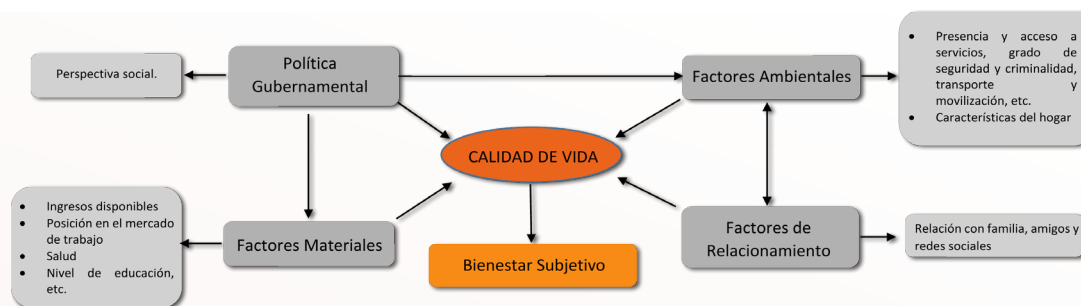 Perspectiva social.
Política
Gubernamental
Factores Ambientales
• Presencia y acceso a
servicios, grado de
seguridad y criminalidad,
transporte y
movilización, etc.
• Características del hogar
CALIDAD DE VIDA
• Ingresos disponibles
• Posición en el mercado
de trabajo
• Salud
• Nivel de educación,
etc.
Factores Materiales
Bienestar Subjetivo
Factores de
Relacionamiento
Relación con familia, amigos y
redes sociales